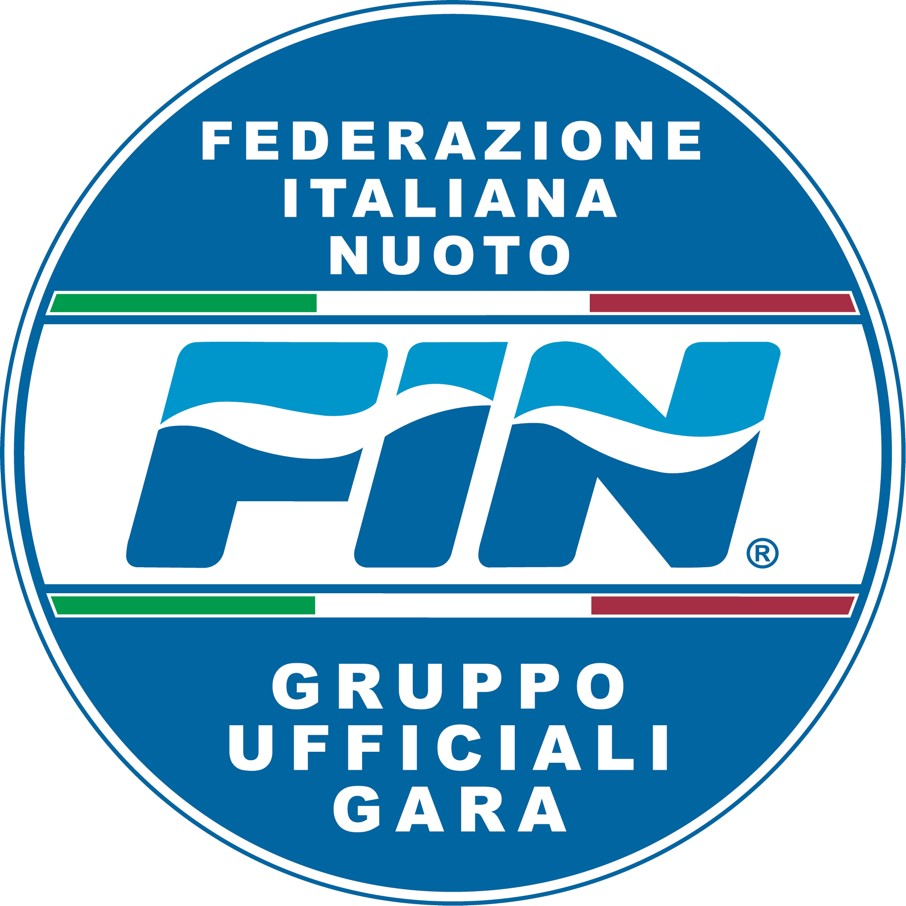 FEDERAZIONE
ITALIANA
NUOTO
FIN®
GRUPPO
UFFICIALI
GARA